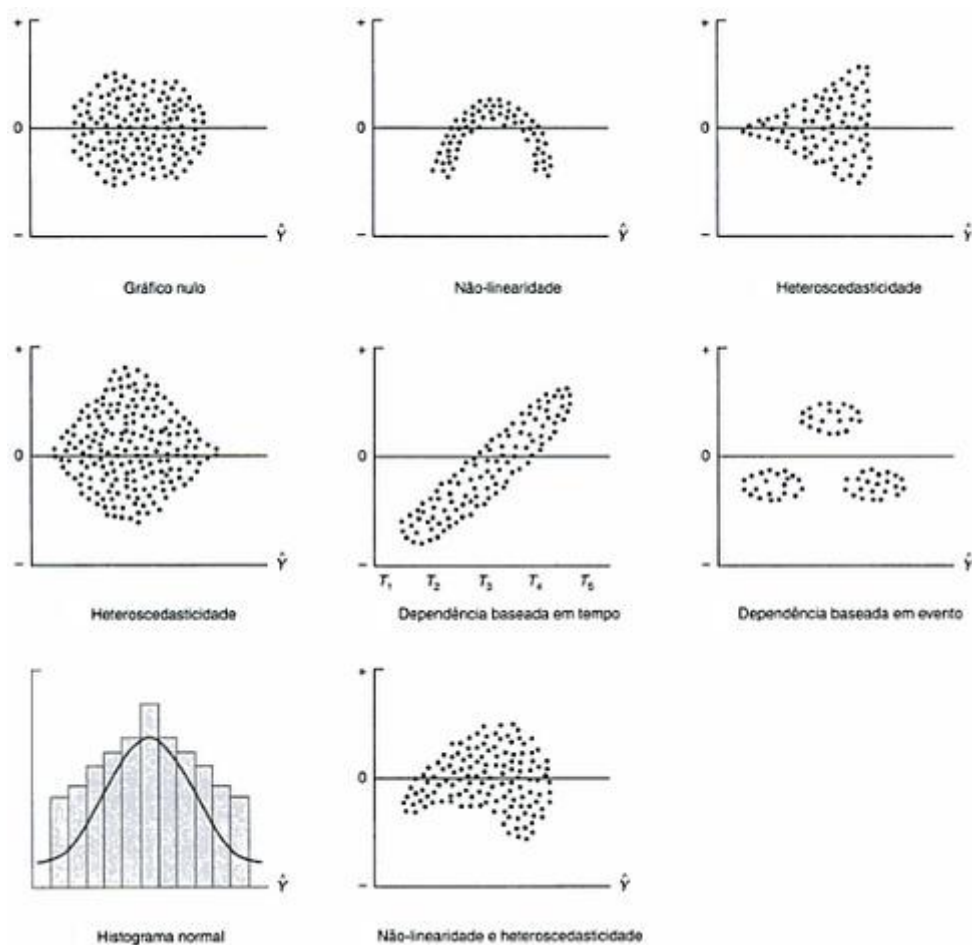 +
0
−
Ŷ
Gráfico nulo
+
0
−
Ŷ
Não-linearidade
+
0
−
Ŷ
Heteroscedasticidade
+
0
−
Ŷ
Heteroscedasticidade
+
0
−
T₁ T₂ T₃ T₄ T₅
Dependência baseada em tempo
+
0
−
Ŷ
Dependência baseada em evento
Ŷ
Histograma normal
+
0
−
Ŷ
Não-linearidade e heteroscedasticidade